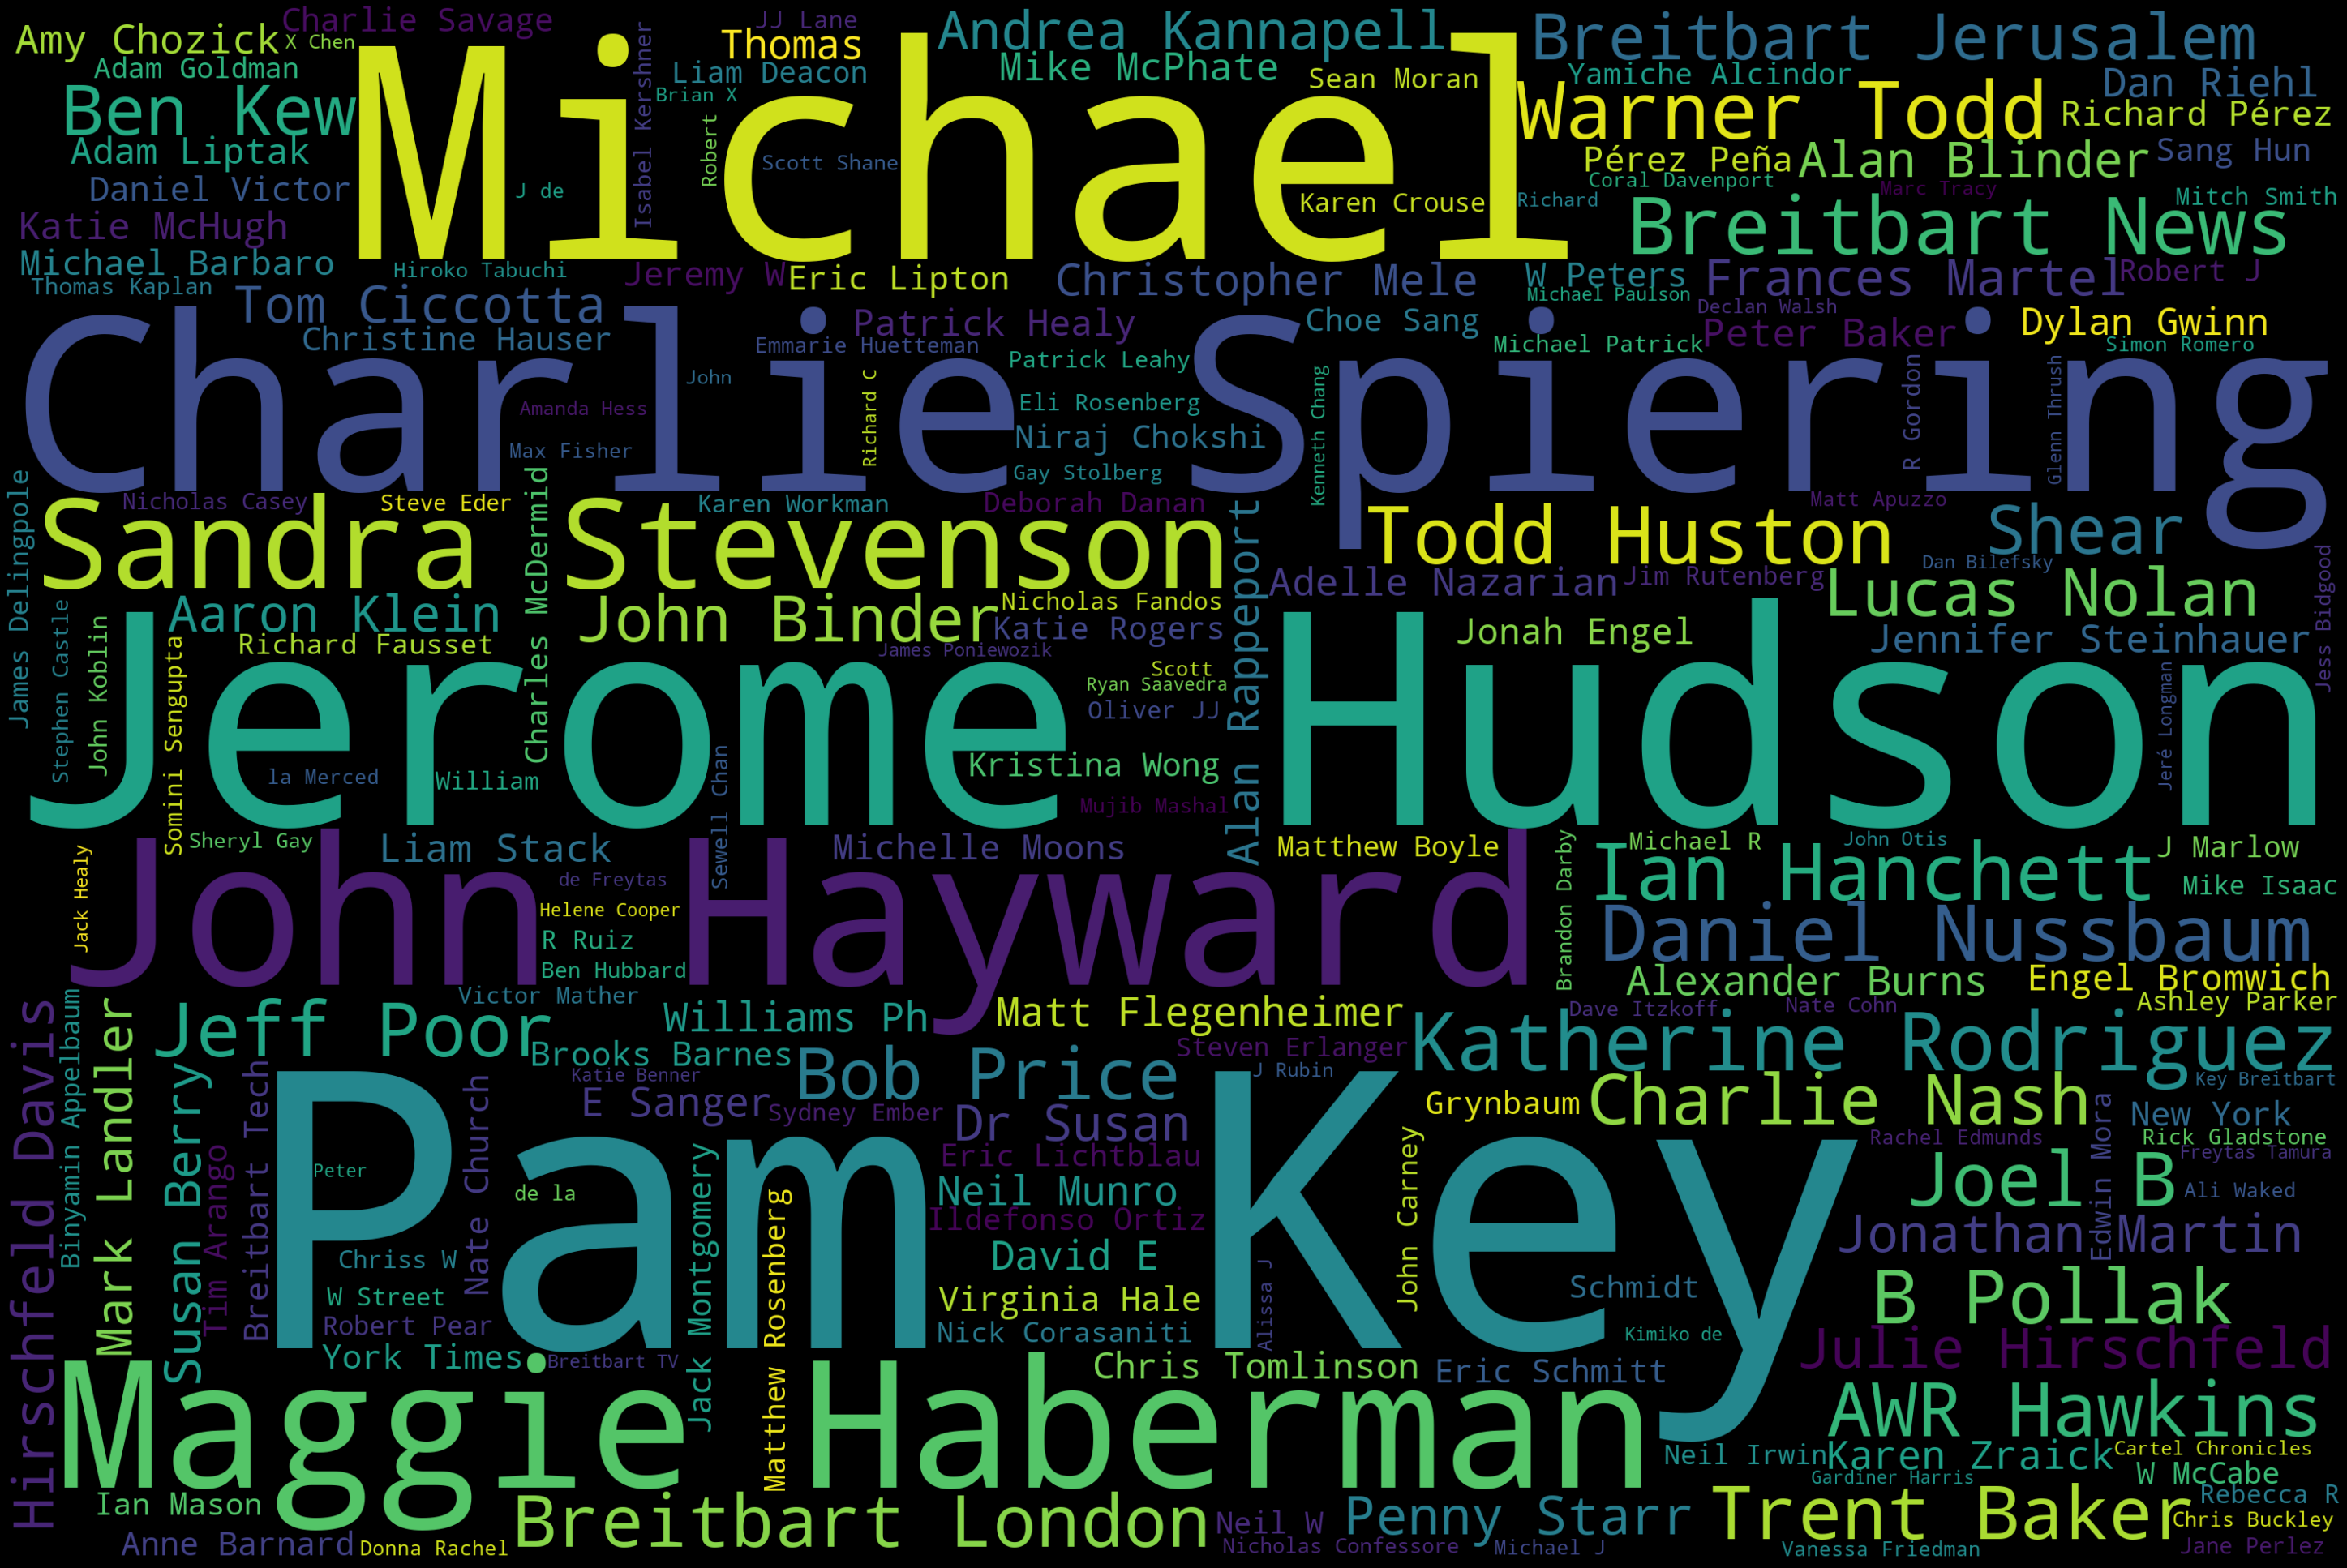 Charlie Savage
JJ Lane
Andrea Kannapell
Breitbart Jerusalem
Amy Chozick
X Chen
Thomas
Michael
Adam Goldman
Isabel Kershner
Liam Deacon
Mike McPhate
Sean Moran
Yamiche Alcindor
Dan Riehl
Ben Kew
Brian X
Warner Todd
Richard Pérez
Adam Liptak
Robert
Scott Shane
Pérez Peña
Alan Blinder
Sang Hun
Daniel Victor
J de
Karen Crouse
Coral Davenport
Richard
Marc Tracy
Mitch Smith
Katie McHugh
Breitbart News
Michael Barbaro
Hiroko Tabuchi
Jeremy W
Eric Lipton
Christopher Mele
W Peters
Frances Martel
Robert J
Thomas Kaplan
Tom Ciccotta
Michael Paulson
Declan Walsh
Christine Hauser
Patrick Healy
Choe Sang
Peter Baker
Dylan Gwinn
Charlie Spiering
Emmarie Huetteman
Patrick Leahy
Michael Patrick
Simon Romero
John
Richard C
Amanda Hess
Eli Rosenberg
Kenneth Chang
R Gordon
Glenn Thrush
Max Fisher
Niraj Chokshi
Gay Stolberg
James Delingpole
Nicholas Casey
Steve Eder
Charles McDermid
Karen Workman
Deborah Danan
Alan Rappeport
Matt Apuzzo
Sandra Stevenson
Todd Huston
Shear
Dan Bilefsky
Jess Bidgood
Adelle Nazarian
Jim Rutenberg
Lucas Nolan
Aaron Klein
John Binder
Nicholas Fandos
Stephen Castle
John Koblin
Somini Sengupta
Richard Fausset
Katie Rogers
Jonah Engel
Jennifer Steinhauer
James Poniewozik
Scott
Ryan Saavedra
Jerome Hudson
Oliver JJ
Jeré Longman
la Merced
William
Sewell Chan
Kristina Wong
Mujib Mashal
Sheryl Gay
Liam Stack
Michelle Moons
Matthew Boyle
Brandon Darby
Michael R
John Otis
J Marlow
Jack Healy
John Hayward
de Freytas
Ian Hanchett
Mike Isaac
Helene Cooper
R Ruiz
Daniel Nussbaum
Ben Hubbard
Alexander Burns
Engel Bromwich
Hirschfeld Davis
Binyamin Appelbaum
Mark Landler
Victor Mather
Jeff Poor
Williams Ph
Matt Flegenheimer
Dave Itzkoff
Nate Cohn
Ashley Parker
Brooks Barnes
Steven Erlanger
Katherine Rodriguez
Susan Berry
Tim Arango
Breitbart Tech
Nate Church
Katie Benner
Bob Price
J Rubin
Key Breitbart
Pam Key
E Sanger
Sydney Ember
Dr Susan
Grynbaum
Charlie Nash
Edwin Mora
New York
Jack Montgomery
Matthew Rosenberg
Eric Lichtblau
John Carney
Rachel Edmunds
Rick Gladstone
Freytas Tamura
Peter
de la
Neil Munro
Joel B
Ali Waked
Ildefonso Ortiz
Jonathan Martin
Chriss W
David E
Alissa J
W Street
Virginia Hale
Schmidt
B Pollak
Robert Pear
Nick Corasaniti
Kimiko de
York Times
Breitbart TV
Chris Tomlinson
Eric Schmitt
Julie Hirschfeld
Maggie Haberman
AWR Hawkins
Neil Irwin
Karen Zraick
Cartel Chronicles
Gardiner Harris
W McCabe
Ian Mason
Breitbart London
Neil W
Penny Starr
Trent Baker
Rebecca R
Chris Buckley
Anne Barnard
Donna Rachel
Nicholas Confessore
Michael J
Vanessa Friedman
Jane Perlez